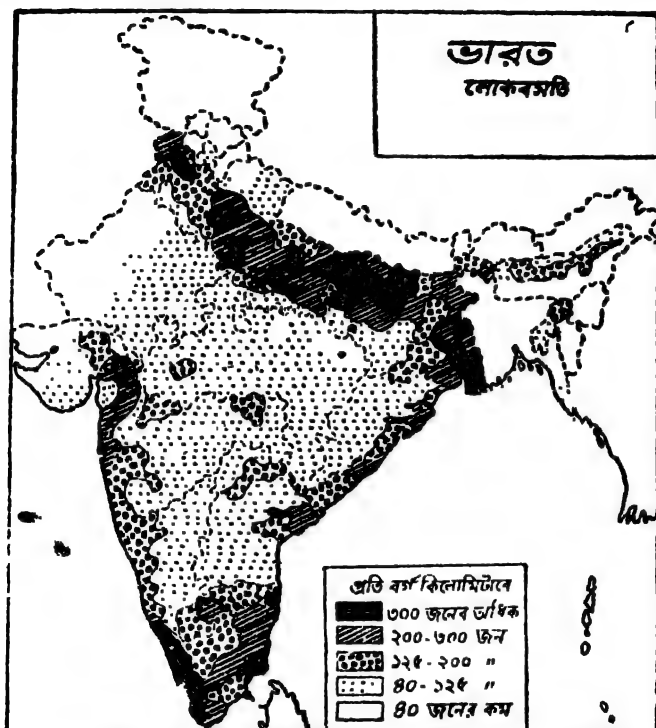 ভারত
লোকবসতি
প্রতি বর্গ কিলোমিটারে
৩০০ জনের অধিক
২০০-৩০০ জন
১২৫-২০০ "
৪০-১২৫ "
৪০ জনের কম